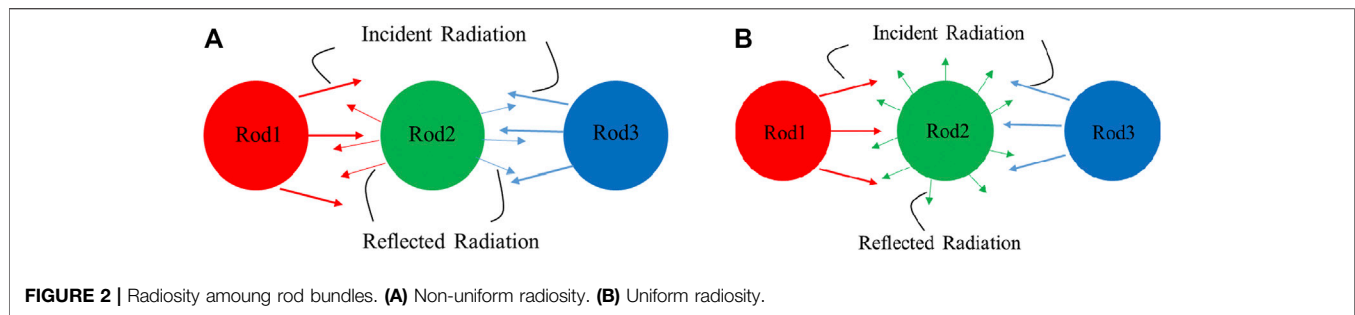 A
Incident Radiation
Rod1
Rod2
Rod3
Reflected Radiation
B
Incident Radiation
Rod1
Rod2
Rod3
Reflected Radiation
FIGURE 2 | Radiosity amoung rod bundles. (A) Non-uniform radiosity. (B) Uniform radiosity.